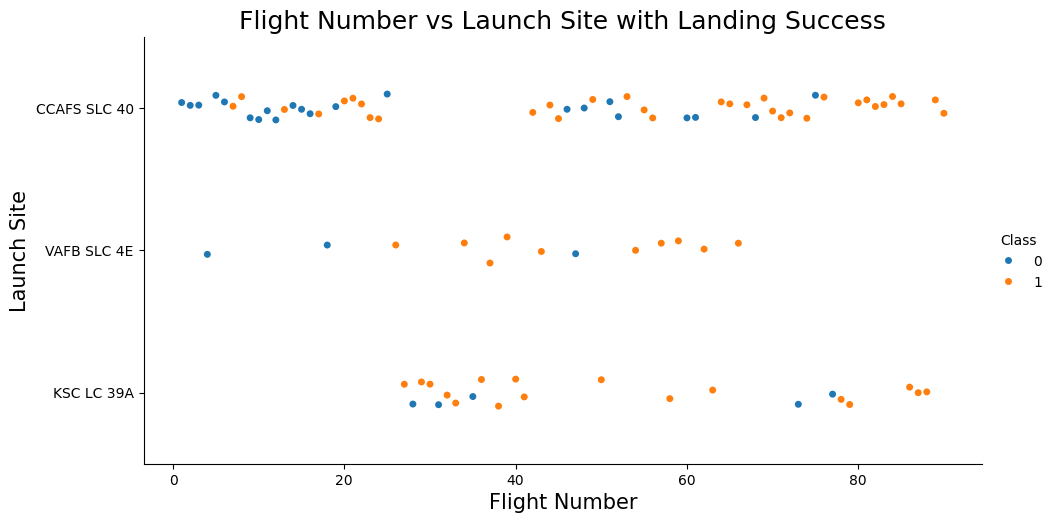 Flight Number vs Launch Site with Landing Success
Launch Site
CCAFS SLC 40
VAFB SLC 4E
KSC LC 39A
0
20
40
60
80
Flight Number
Class
0
1